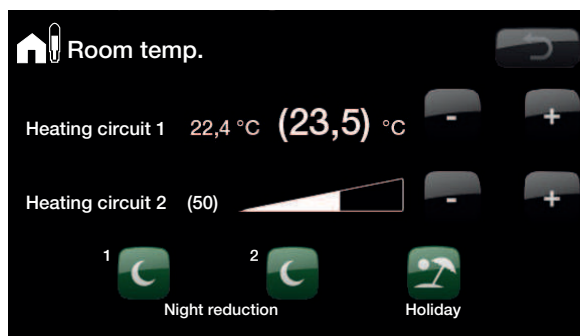 Room temp.
Heating circuit 1 22,4 °C (23,5) °C - +
Heating circuit 2 (50) - +
1 2
Night reduction Holiday